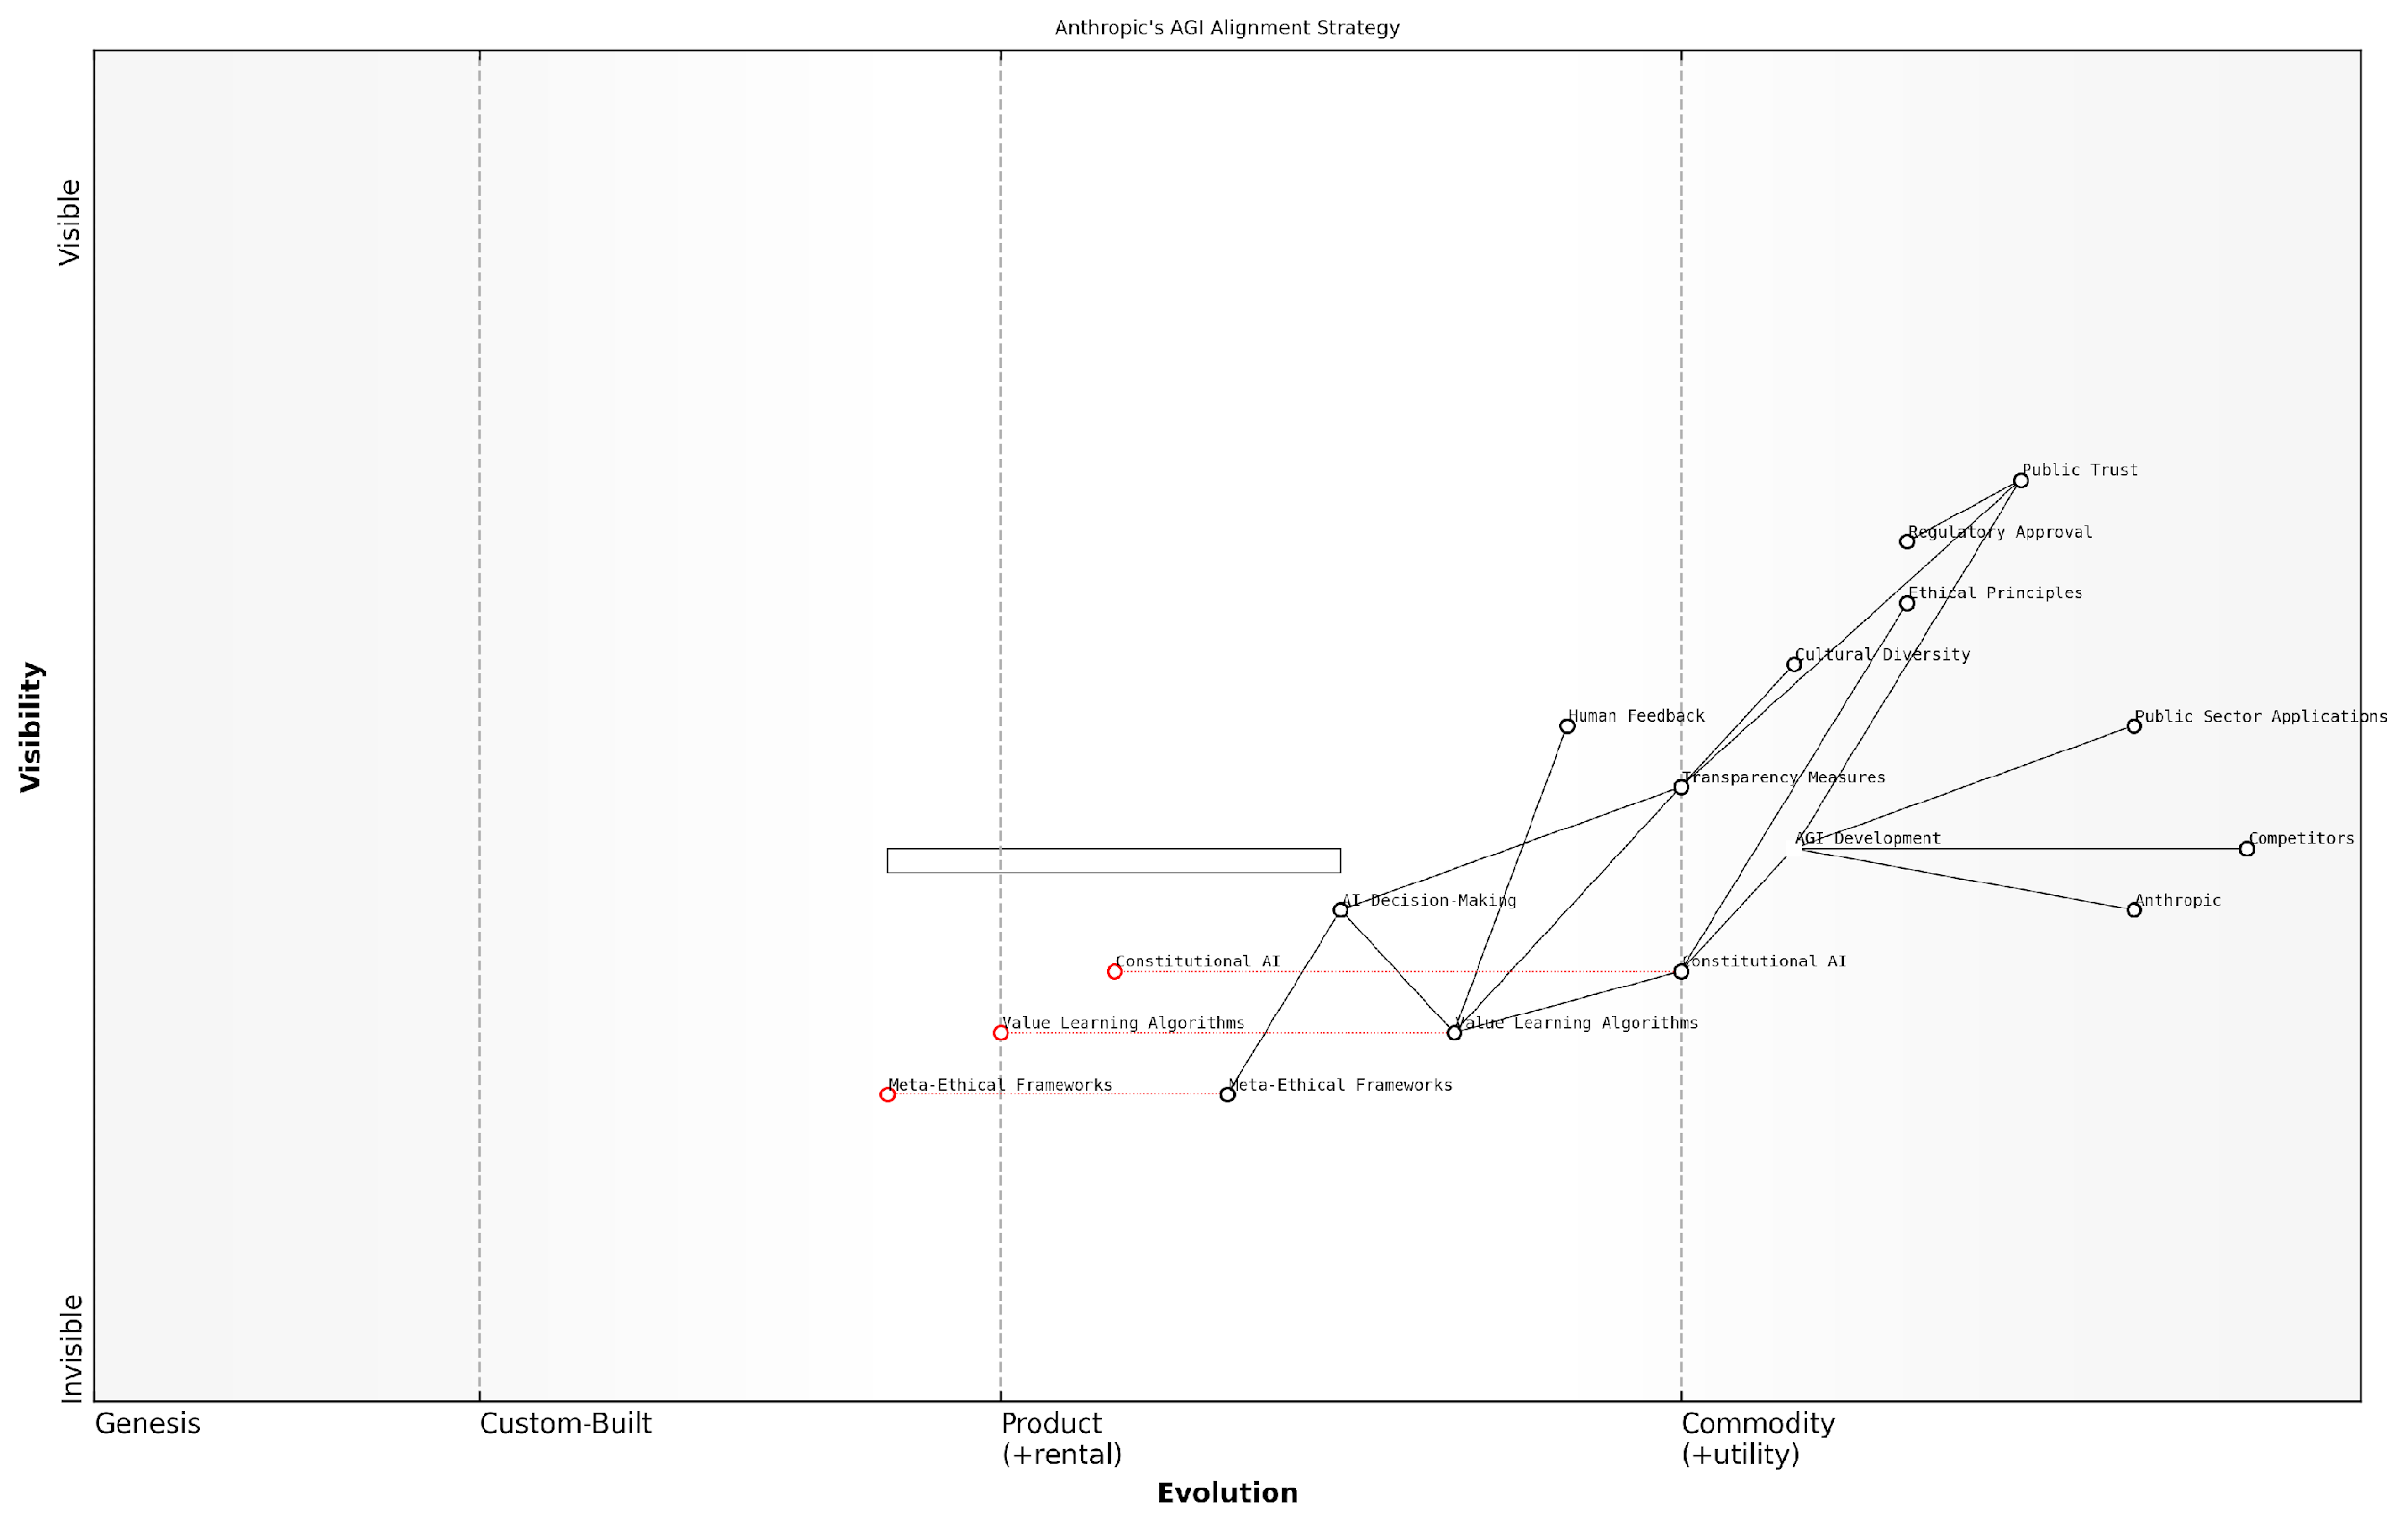 Anthropic's AGI Alignment Strategy
Visible
Public Trust
Regulatory Approval
Ethical Principles
Cultural Diversity
Human Feedback
Public Sector Applications
Visibility
Transparency Measures
AGI Development
Competitors
AI Decision-Making
Anthropic
Constitutional AI
Constitutional AI
Value Learning Algorithms
Value Learning Algorithms
Meta-Ethical Frameworks
Meta-Ethical Frameworks
Invisible
Genesis
Custom-Built
Product
(+rental)
Commodity
(+utility)
Evolution